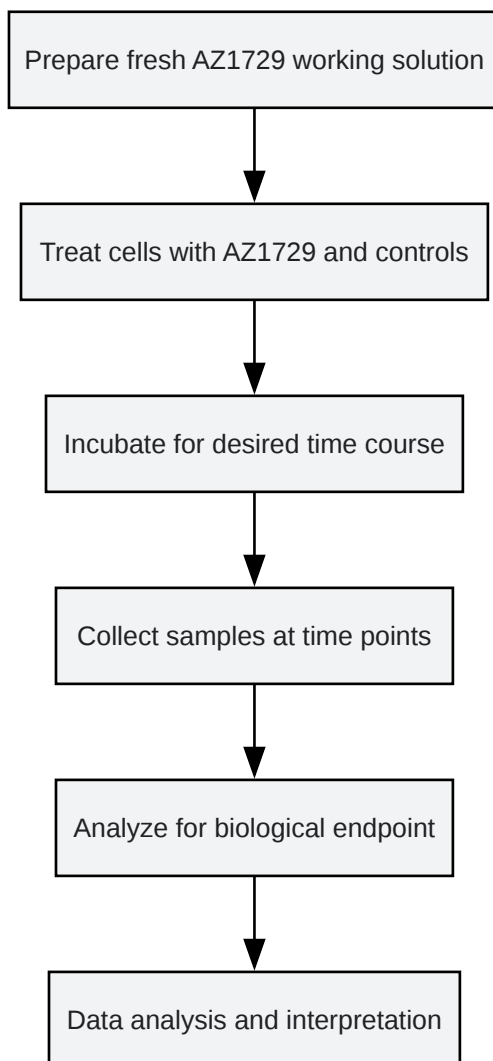 Prepare fresh AZ1729 working solution
Treat cells with AZ1729 and controls
Incubate for desired time course
Collect samples at time points
Analyze for biological endpoint
Data analysis and interpretation